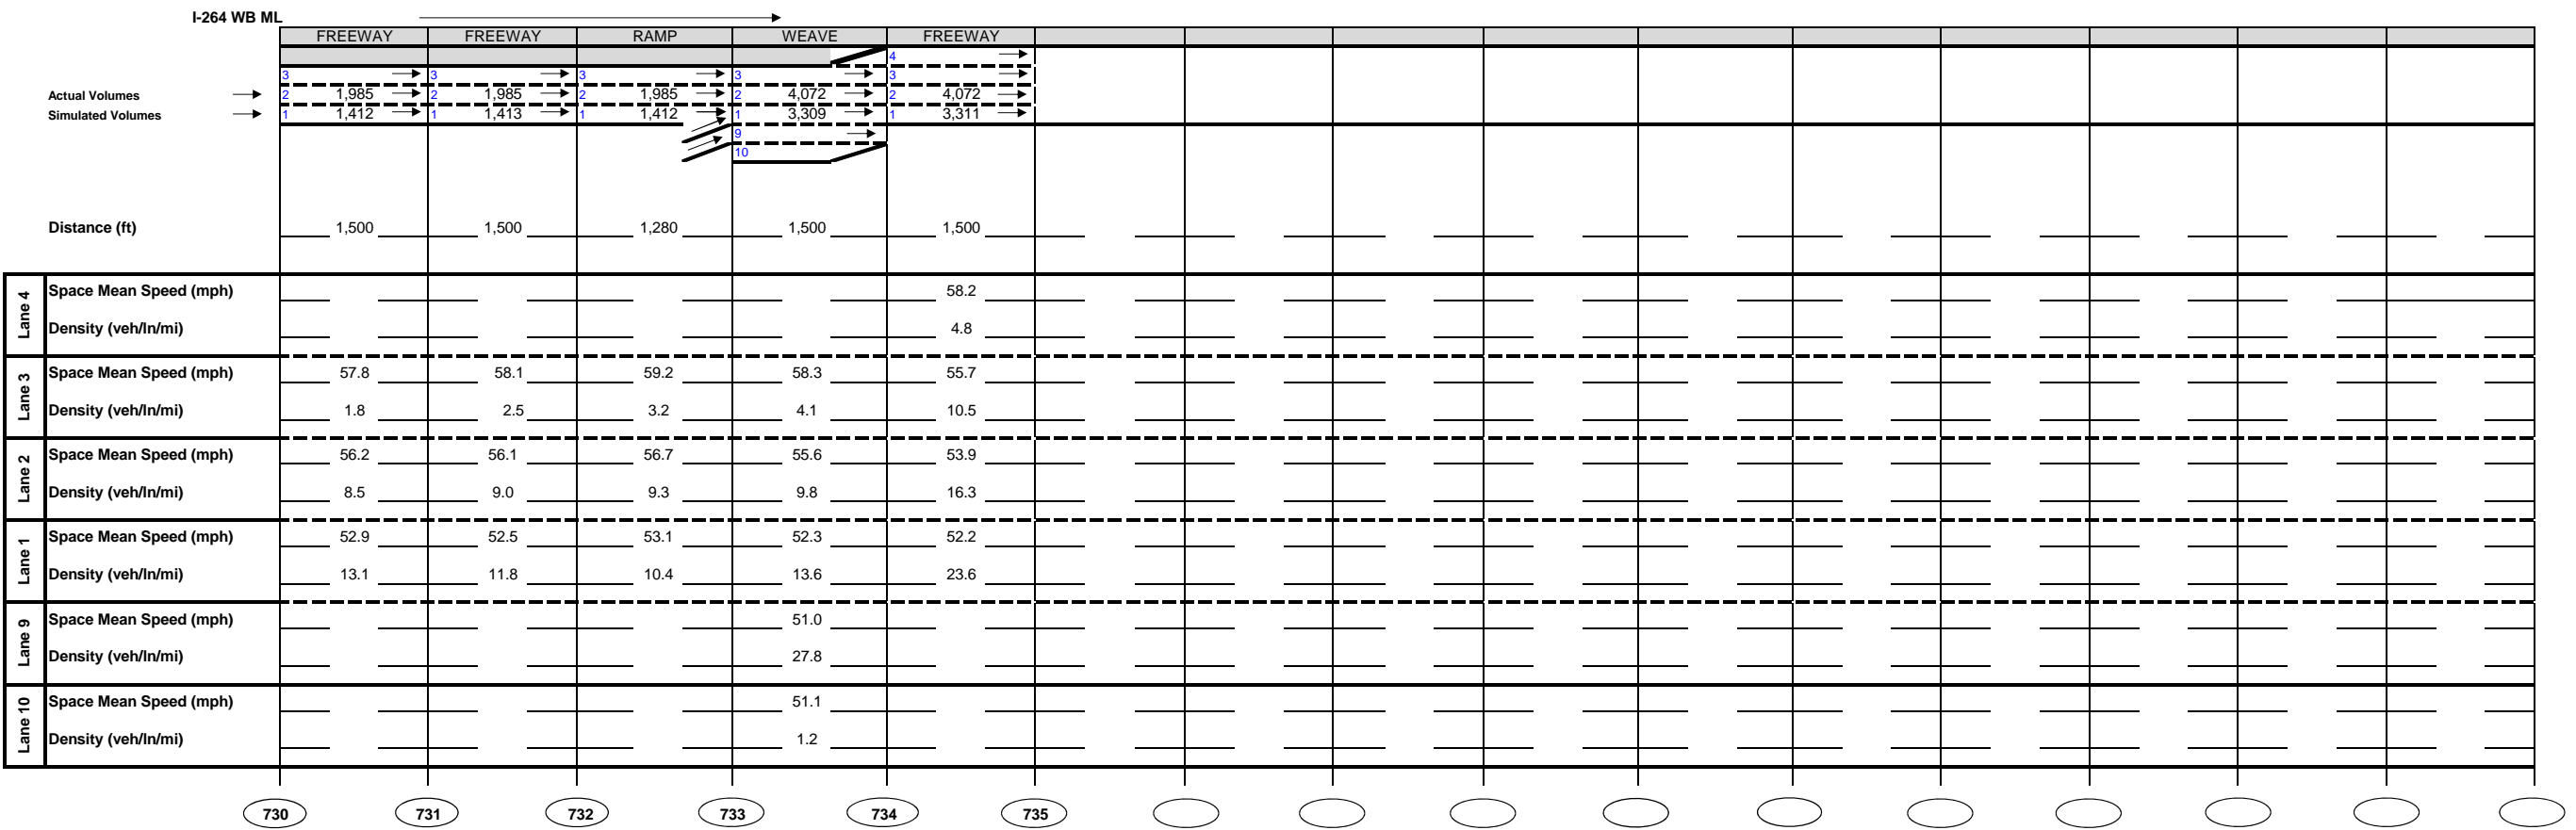 I-264 WB ML
FREEWAY FREEWAY RAMP WEAVE FREEWAY
4
3 3 3 3 3
Actual Volumes 2 1,985 2 1,985 2 1,985 2 4,072 2 4,072
Simulated Volumes 1 1,412 1 1,413 1 1,412 1 3,309 1 3,311
9
10
Distance (ft) 1,500 1,500 1,280 1,500 1,500
Lane 4
Space Mean Speed (mph) 58.2
Density (veh/ln/mi) 4.8
Lane 3
Space Mean Speed (mph) 57.8 58.1 59.2 58.3 55.7
Density (veh/ln/mi) 1.8 2.5 3.2 4.1 10.5
Lane 2
Space Mean Speed (mph) 56.2 56.1 56.7 55.6 53.9
Density (veh/ln/mi) 8.5 9.0 9.3 9.8 16.3
Lane 1
Space Mean Speed (mph) 52.9 52.5 53.1 52.3 52.2
Density (veh/ln/mi) 13.1 11.8 10.4 13.6 23.6
Lane 9
Space Mean Speed (mph) 51.0
Density (veh/ln/mi) 27.8
Lane 10
Space Mean Speed (mph) 51.1
Density (veh/ln/mi) 1.2
730 731 732 733 734 735